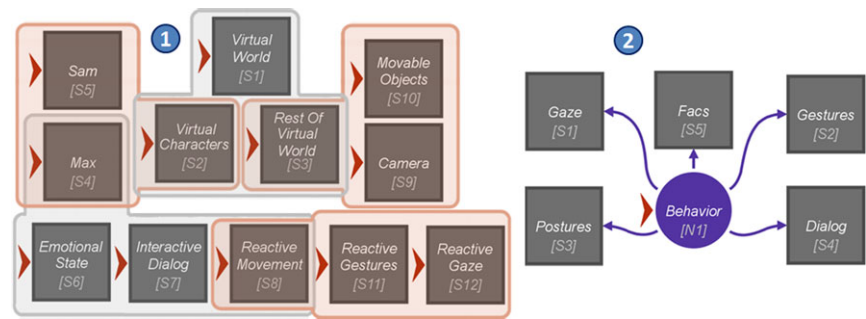 1
Virtual
World
[S1]
Sam
[S5]
Movable
Objects
[S10]
Virtual
Characters
[S2]
Rest Of
Virtual
World
[S3]
Max
[S4]
Camera
[S9]
Emotional
State
[S6]
Interactive
Dialog
[S7]
Reactive
Movement
[S8]
Reactive
Gestures
[S11]
Reactive
Gaze
[S12]
2
Gaze
[S1]
Facs
[S5]
Gestures
[S2]
Postures
[S3]
Behavior
[N1]
Dialog
[S4]